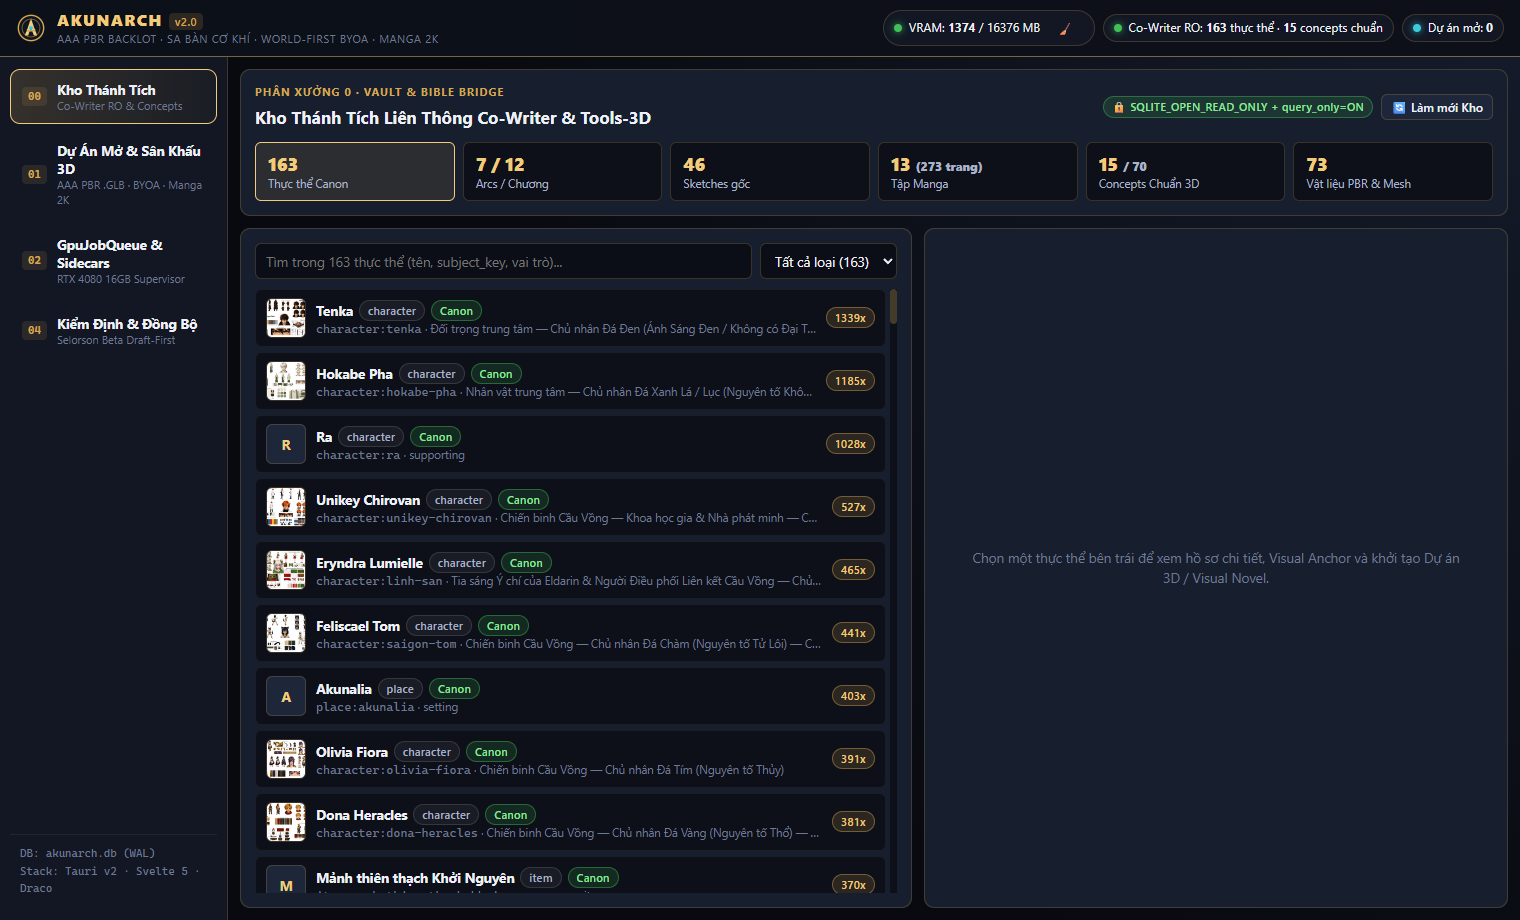 AKUNARCH v2.0
AAA PBR BACKLOT · SA BÀN CƠ KHÍ · WORLD-FIRST BYOA · MANGA 2K
VRAM: 1374 / 16376 MB
Co-Writer RO: 163 thực thể · 15 concepts chuẩn
Dự án mở: 0
00
Kho Thánh Tích
Co-Writer RO & Concepts
01
Dự Án Mở & Sân Khấu
3D
AAA PBR .GLB · BYOA · Manga
2K
02
GpuJobQueue &
Sidecars
RTX 4080 16GB Supervisor
04
Kiểm Định & Đồng Bộ
Selorson Beta Draft-First
DB: akunarch.db (WAL)
Stack: Tauri v2 · Svelte 5 ·
Draco
PHÂN XƯỞNG 0 · VAULT & BIBLE BRIDGE
Kho Thánh Tích Liên Thông Co-Writer & Tools-3D
SQLITE_OPEN_READ_ONLY + query_only=ON
Làm mới Kho
163
Thực thể Canon
7 / 12
Arcs / Chương
46
Sketches gốc
13 (273 trang)
Tập Manga
15 / 70
Concepts Chuẩn 3D
73
Vật liệu PBR & Mesh
Tìm trong 163 thực thể (tên, subject_key, vai trò)...
Tất cả loại (163)
Tenka character Canon
character:tenka · Đối trọng trung tâm — Chủ nhân Đá Đen (Ánh Sáng Đen / Không có Đại T...
1339x
Hokabe Pha character Canon
character:hokabe-pha · Nhân vật trung tâm — Chủ nhân Đá Xanh Lá / Lục (Nguyên tố Khô...
1185x
R
Ra character Canon
character:ra · supporting
1028x
Unikey Chirovan character Canon
character:unikey-chirovan · Chiến binh Cầu Vồng — Khoa học gia & Nhà phát minh — C...
527x
Eryndra Lumielle character Canon
character:linh-san · Tia sáng Ý chí của Eldarin & Người Điều phối Liên kết Cầu Vồng — Chủ...
465x
Feliscael Tom character Canon
character:saigon-tom · Chiến binh Cầu Vồng — Chủ nhân Đá Chàm (Nguyên tố Tử Lôi) — C...
441x
A
Akunalia place Canon
place:akunalia · setting
403x
Olivia Fiora character Canon
character:olivia-fiora · Chiến binh Cầu Vồng — Chủ nhân Đá Tím (Nguyên tố Thủy)
391x
Dona Heracles character Canon
character:dona-heracles · Chiến binh Cầu Vồng — Chủ nhân Đá Vàng (Nguyên tố Thổ) — ...
381x
M
Mảnh thiên thạch Khởi Nguyên item Canon
370x
Chọn một thực thể bên trái để xem hồ sơ chi tiết, Visual Anchor và khởi tạo Dự án
3D / Visual Novel.